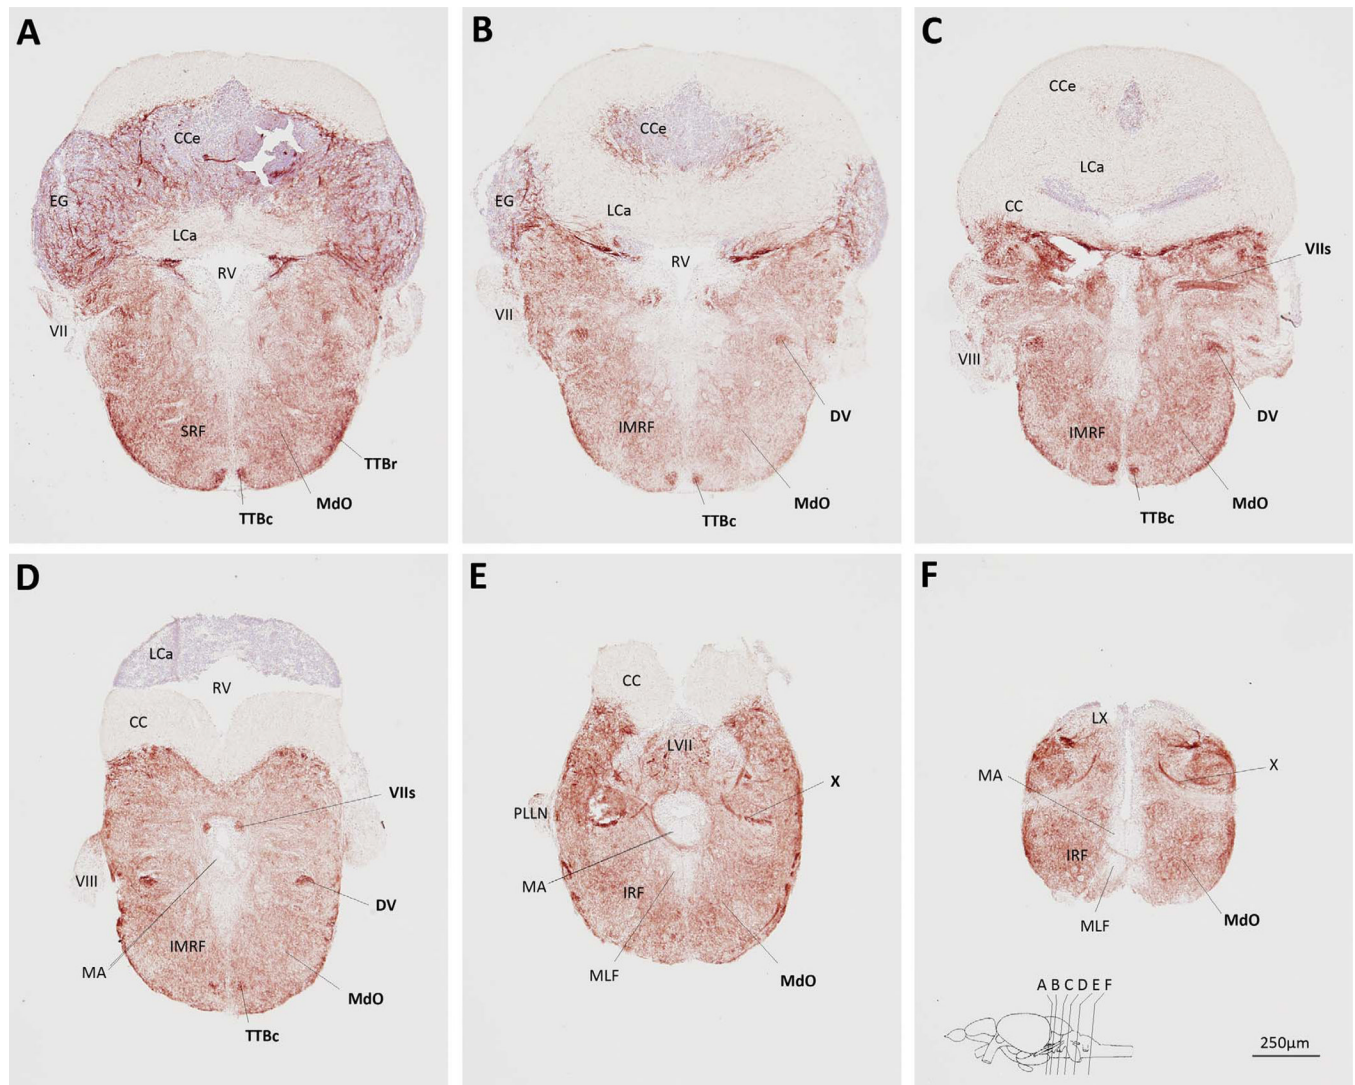 A
CCe
EG
LCa
RV
VII
SRF
TTBr
MdO
TTBc
B
CCe
EG
LCa
RV
VII
DV
IMRF
MdO
TTBc
C
CCe
LCa
CC
VIIs
VIII
DV
IMRF
MdO
TTBc
D
LCa
RV
CC
VIIs
VIII
DV
IMRF
MA
MdO
TTBc
E
CC
LVII
X
PLLN
MA
IRF
MLF
MdO
F
LX
X
MA
IRF
MLF
MdO
A B C D E F
250µm